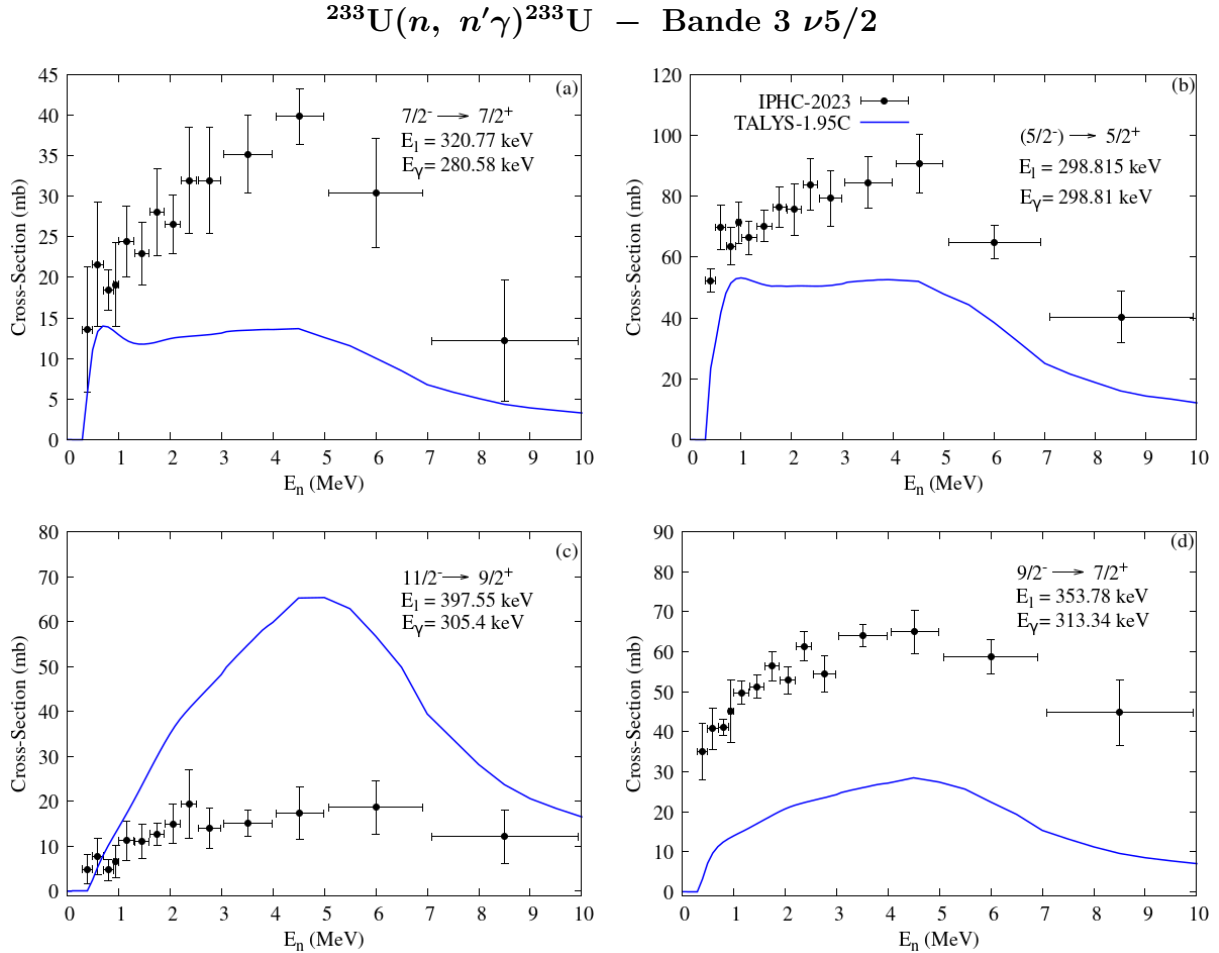 ²³³U(n, n′γ)²³³U − Bande 3 ν5/2
(a)
7/2⁻ → 7/2⁺
E_l = 320.77 keV
E_γ= 280.58 keV
Cross-Section (mb)
45
40
35
30
25
20
15
10
5
0
0 1 2 3 4 5 6 7 8 9 10
E_n (MeV)
(b)
IPHC-2023
TALYS-1.95C
(5/2⁻) → 5/2⁺
E_l = 298.815 keV
E_γ= 298.81 keV
Cross-Section (mb)
120
100
80
60
40
20
0
0 1 2 3 4 5 6 7 8 9 10
E_n (MeV)
(c)
11/2⁻ → 9/2⁺
E_l = 397.55 keV
E_γ= 305.4 keV
Cross-Section (mb)
80
70
60
50
40
30
20
10
0
0 1 2 3 4 5 6 7 8 9 10
E_n (MeV)
(d)
9/2⁻ → 7/2⁺
E_l = 353.78 keV
E_γ= 313.34 keV
Cross-Section (mb)
90
80
70
60
50
40
30
20
10
0
0 1 2 3 4 5 6 7 8 9 10
E_n (MeV)